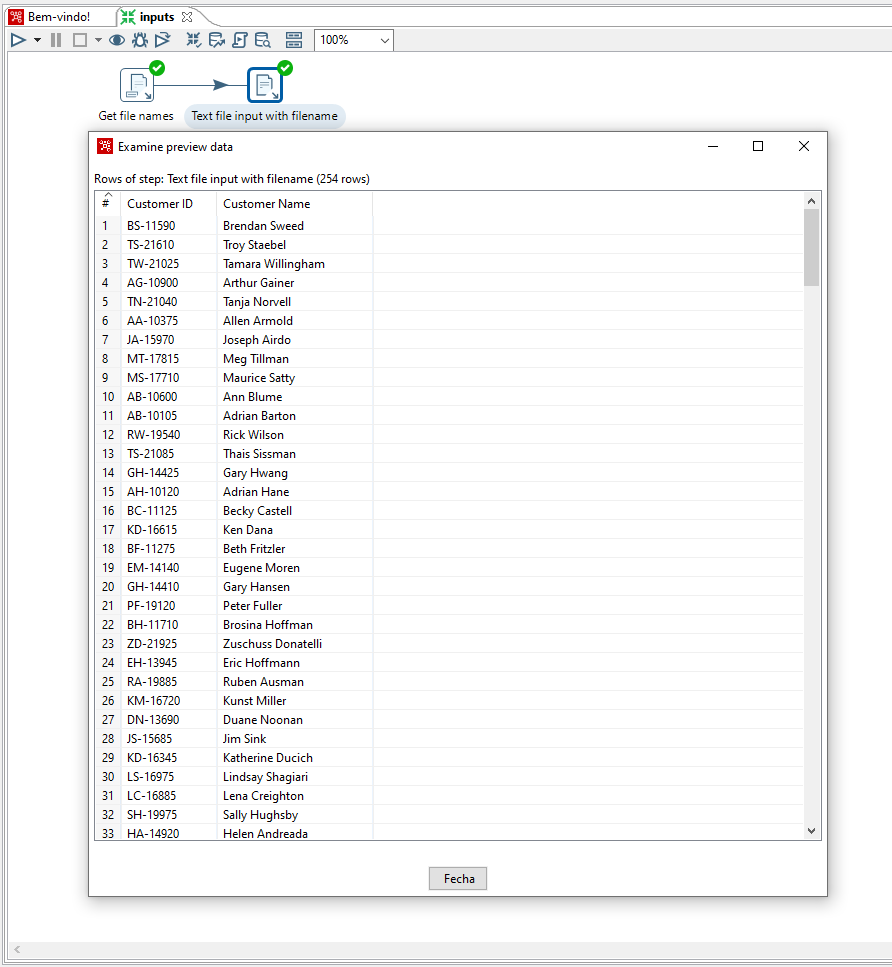 Bem-vindo! inputs
100%
Get file names Text file input with filename
Examine preview data
Rows of step: Text file input with filename (254 rows)
# Customer ID Customer Name
1 BS-11590 Brendan Sweed
2 TS-21610 Troy Staebel
3 TW-21025 Tamara Willingham
4 AG-10900 Arthur Gainer
5 TN-21040 Tanja Norvell
6 AA-10375 Allen Armold
7 JA-15970 Joseph Airdo
8 MT-17815 Meg Tillman
9 MS-17710 Maurice Satty
10 AB-10600 Ann Blume
11 AB-10105 Adrian Barton
12 RW-19540 Rick Wilson
13 TS-21085 Thais Sissman
14 GH-14425 Gary Hwang
15 AH-10120 Adrian Hane
16 BC-11125 Becky Castell
17 KD-16615 Ken Dana
18 BF-11275 Beth Fritzler
19 EM-14140 Eugene Moren
20 GH-14410 Gary Hansen
21 PF-19120 Peter Fuller
22 BH-11710 Brosina Hoffman
23 ZD-21925 Zuschuss Donatelli
24 EH-13945 Eric Hoffmann
25 RA-19885 Ruben Ausman
26 KM-16720 Kunst Miller
27 DN-13690 Duane Noonan
28 JS-15685 Jim Sink
29 KD-16345 Katherine Ducich
30 LS-16975 Lindsay Shagiari
31 LC-16885 Lena Creighton
32 SH-19975 Sally Hughsby
33 HA-14920 Helen Andreada
Fecha